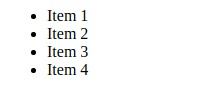 • Item 1
• Item 2
• Item 3
• Item 4